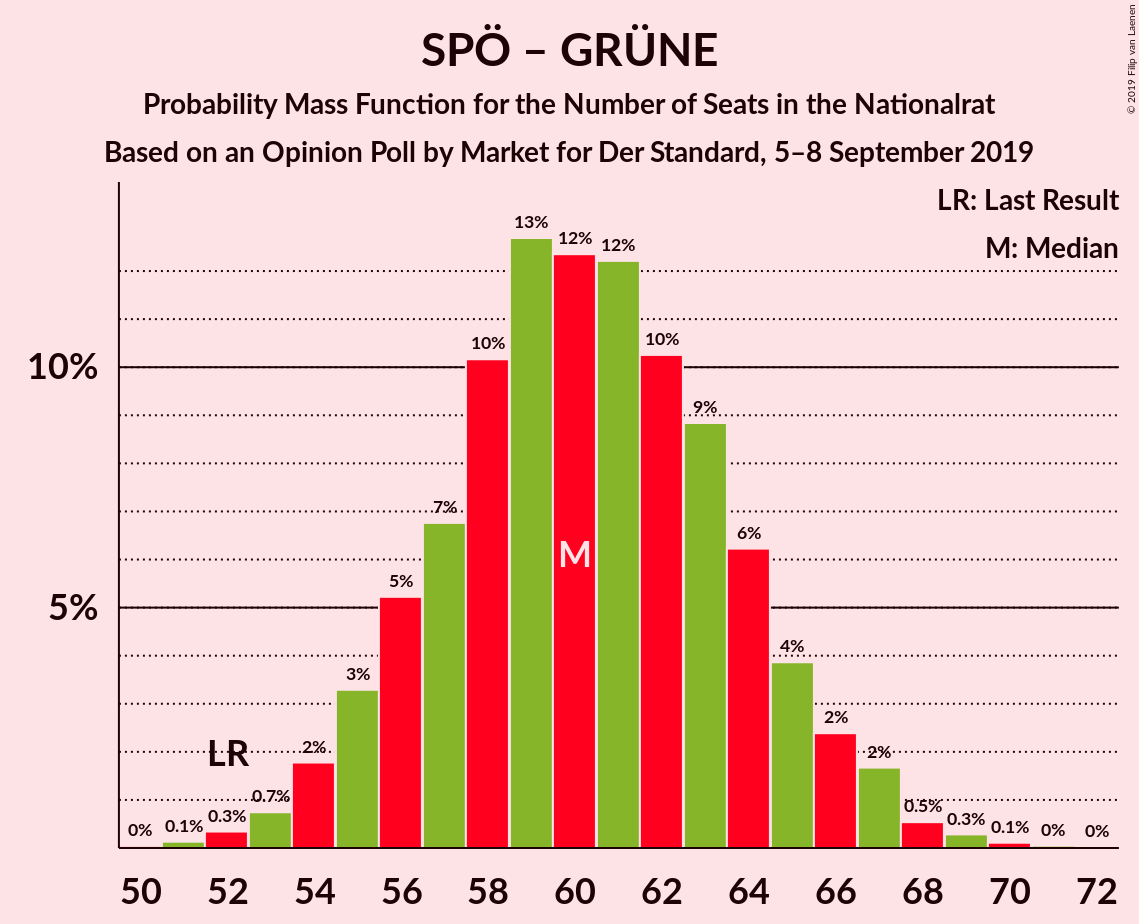 SPÖ – GRÜNE
Probability Mass Function for the Number of Seats in the Nationalrat
Based on an Opinion Poll by Market for Der Standard, 5–8 September 2019
© 2019 Filip van Laenen
LR: Last Result
M: Median
13%
12%
12%
10%
10%
10%
9%
7%
6%
M
5%
5%
4%
3%
2%
LR
2%
2%
0.7%
0.5%
0.3%
0.3%
0.1%
0.1%
0%
0%
0%
50 52 54 56 58 60 62 64 66 68 70 72